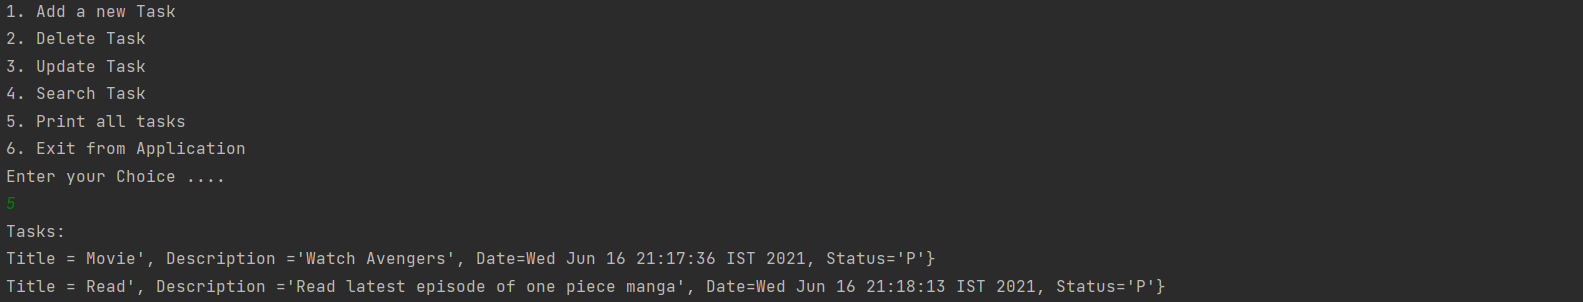 1. Add a new Task
2. Delete Task
3. Update Task
4. Search Task
5. Print all tasks
6. Exit from Application
Enter your Choice ....
5
Tasks:
Title = Movie', Description ='Watch Avengers', Date=Wed Jun 16 21:17:36 IST 2021, Status='P'}
Title = Read', Description ='Read latest episode of one piece manga', Date=Wed Jun 16 21:18:13 IST 2021, Status='P'}